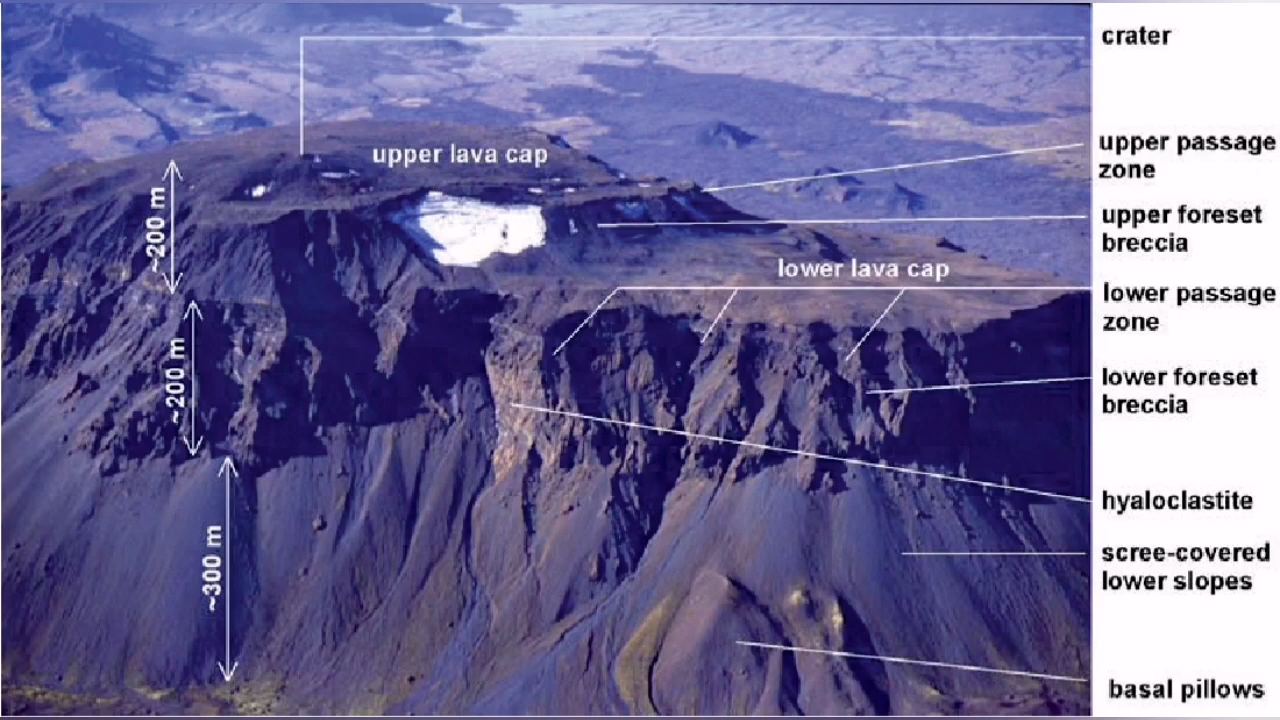 crater
upper lava cap
upper passage
zone
~200 m
upper foreset
breccia
lower lava cap
lower passage
zone
~200 m
lower foreset
breccia
hyaloclastite
scree-covered
lower slopes
~300 m
basal pillows